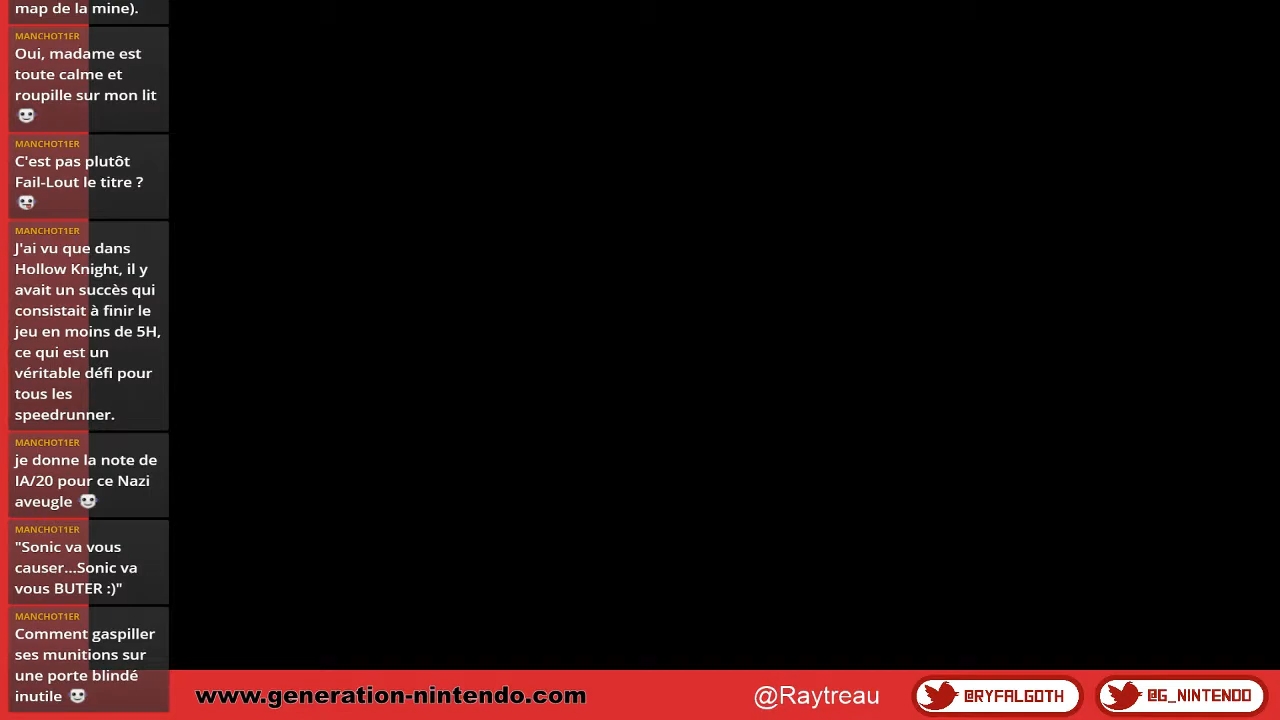 map de la mine).
MANCHOT1ER
Oui, madame est
toute calme et
roupille sur mon lit
MANCHOT1ER
C'est pas plutôt
Fail-Lout le titre ?
MANCHOT1ER
J'ai vu que dans
Hollow Knight, il y
avait un succès qui
consistait à finir le
jeu en moins de 5H,
ce qui est un
véritable défi pour
tous les
speedrunner.
MANCHOT1ER
je donne la note de
IA/20 pour ce Nazi
aveugle
MANCHOT1ER
"Sonic va vous
causer...Sonic va
vous BUTER :)"
MANCHOT1ER
Comment gaspiller
ses munitions sur
une porte blindé
inutile
www.generation-nintendo.com
@Raytreau
@RYFALGOTH
@G_NINTENDO